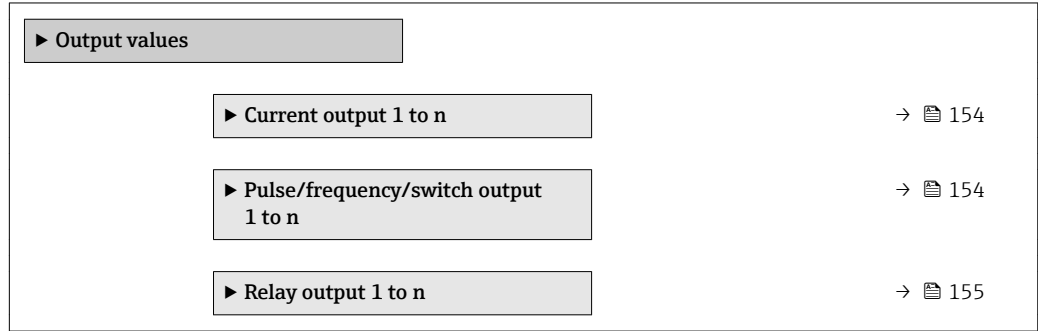 ► Output values
► Current output 1 to n → 154
► Pulse/frequency/switch output → 154
1 to n
► Relay output 1 to n → 155